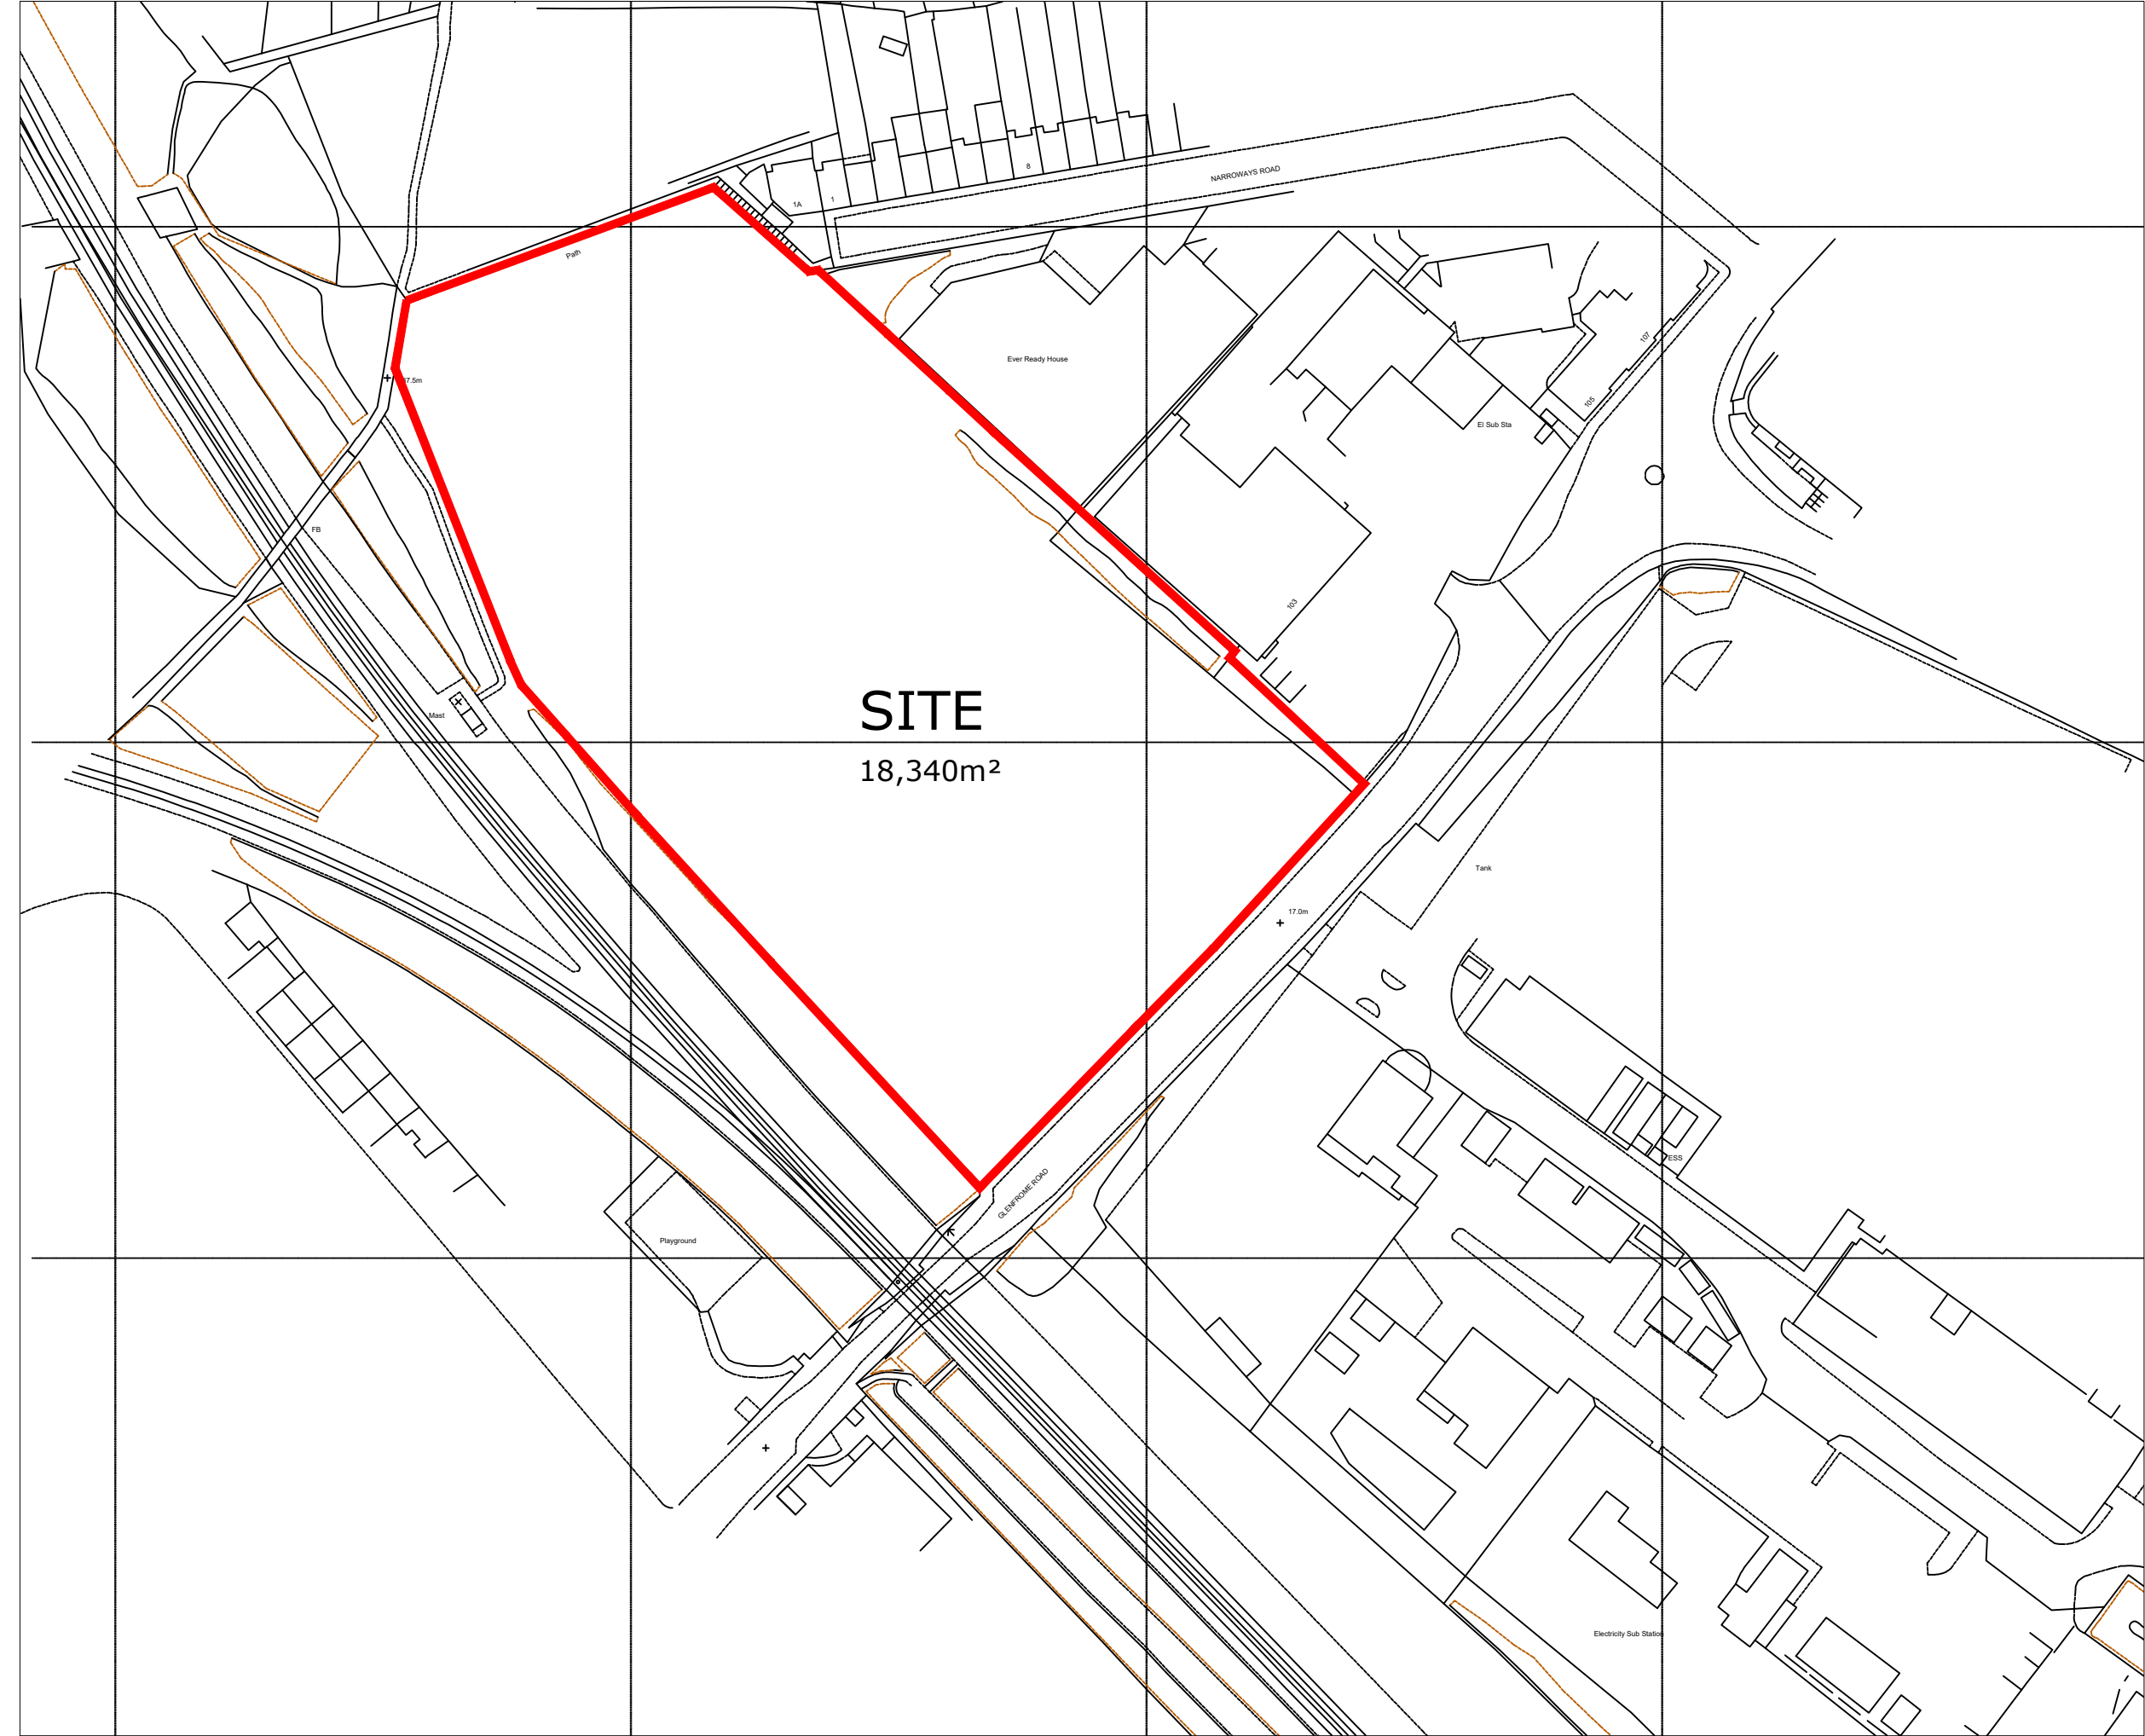 8
NARROWAYS ROAD
1A
1
Path
107
Ever Ready House
105
El Sub Sta
FB
103
SITE
Mast
18,340m²
Tank
17.0m
ESS
GLENFROME ROAD
Playground
Electricity Sub Station